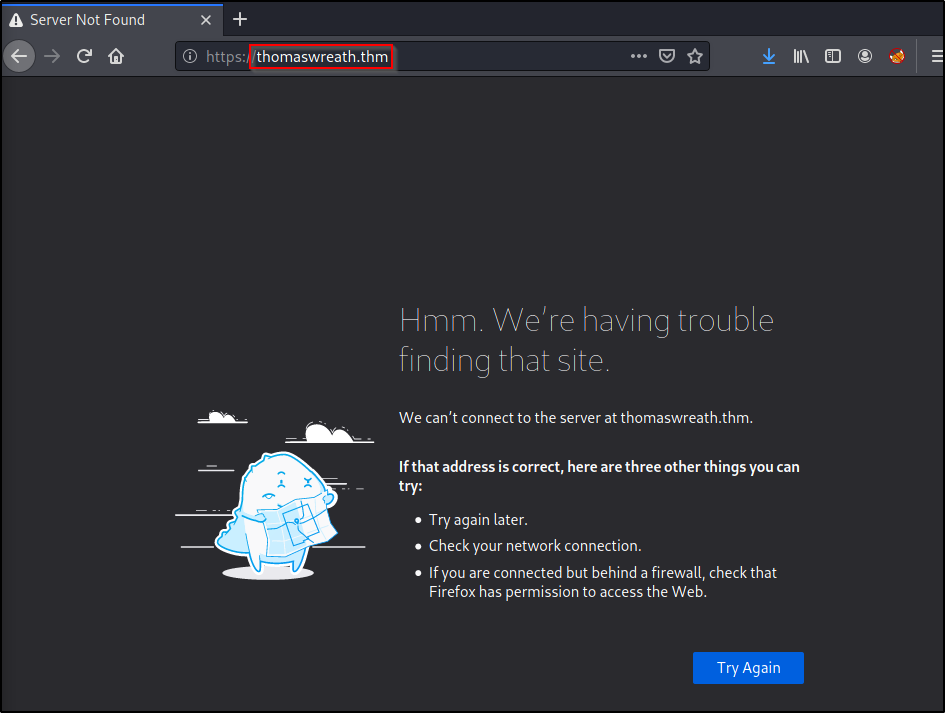 Server Not Found
https://thomaswreath.thm
Hmm. We're having trouble
finding that site.
We can't connect to the server at thomaswreath.thm.
If that address is correct, here are three other things you can
try:
Try again later.
Check your network connection.
If you are connected but behind a firewall, check that
Firefox has permission to access the Web.
Try Again